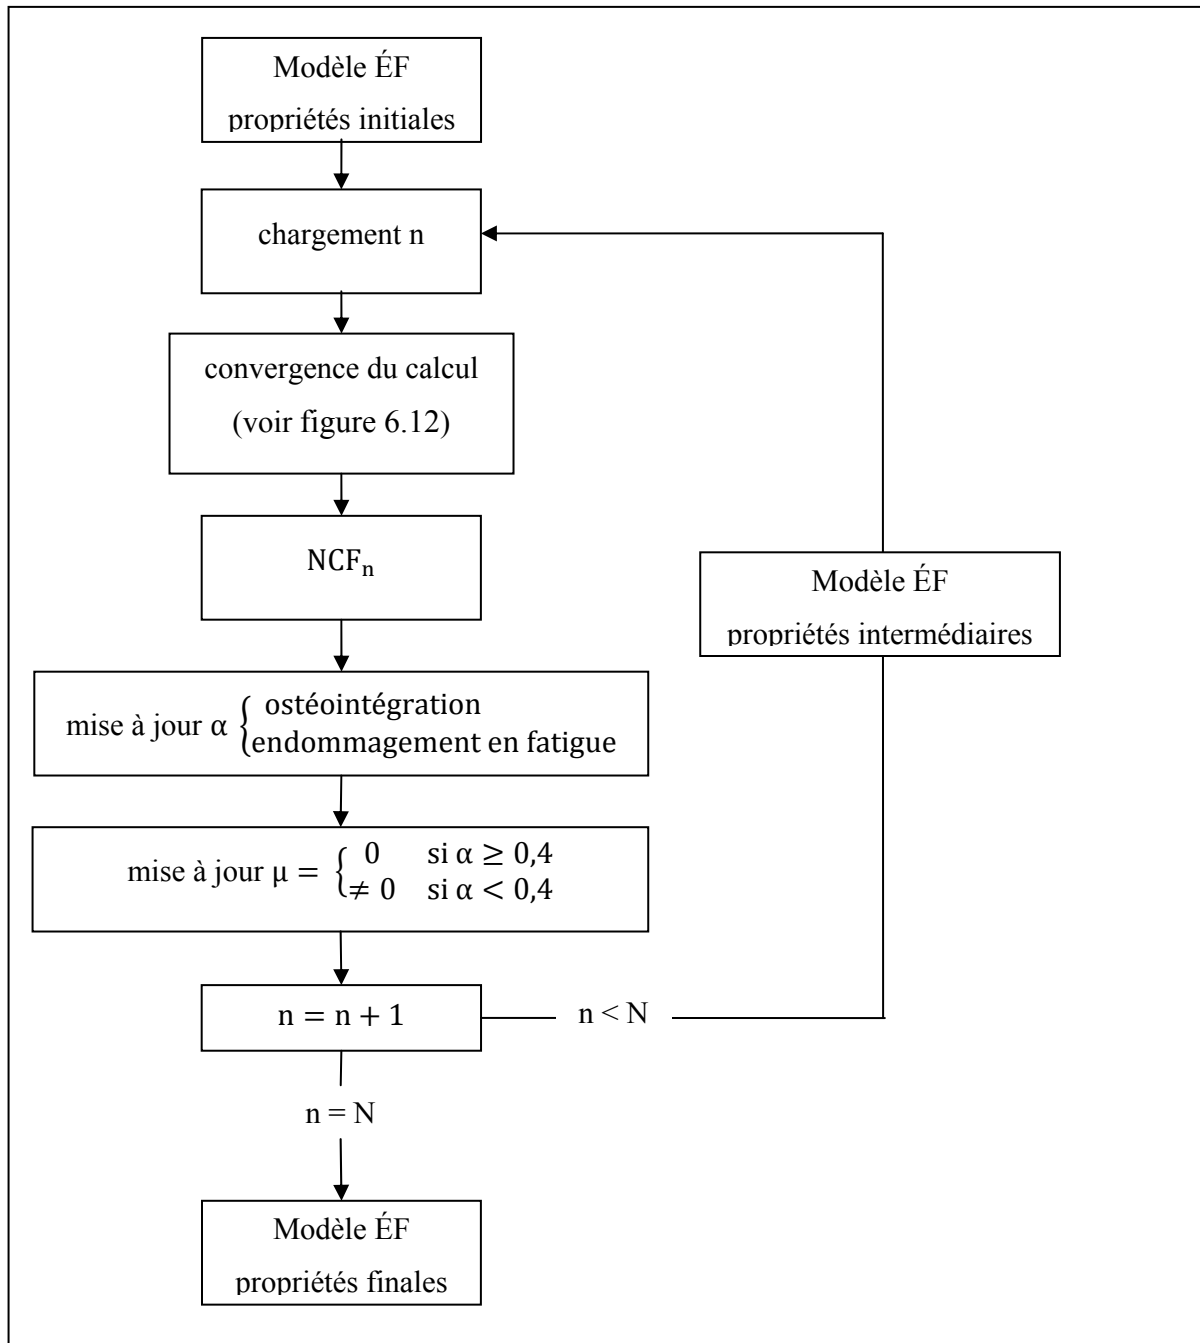 Modèle ÉF
propriétés initiales
chargement n
convergence du calcul
(voir figure 6.12)
NCFₙ
mise à jour α { ostéointégration
endommagement en fatigue
mise à jour μ = { 0 si α ≥ 0,4
≠ 0 si α < 0,4
n = n + 1
n < N
Modèle ÉF
propriétés intermédiaires
n = N
Modèle ÉF
propriétés finales